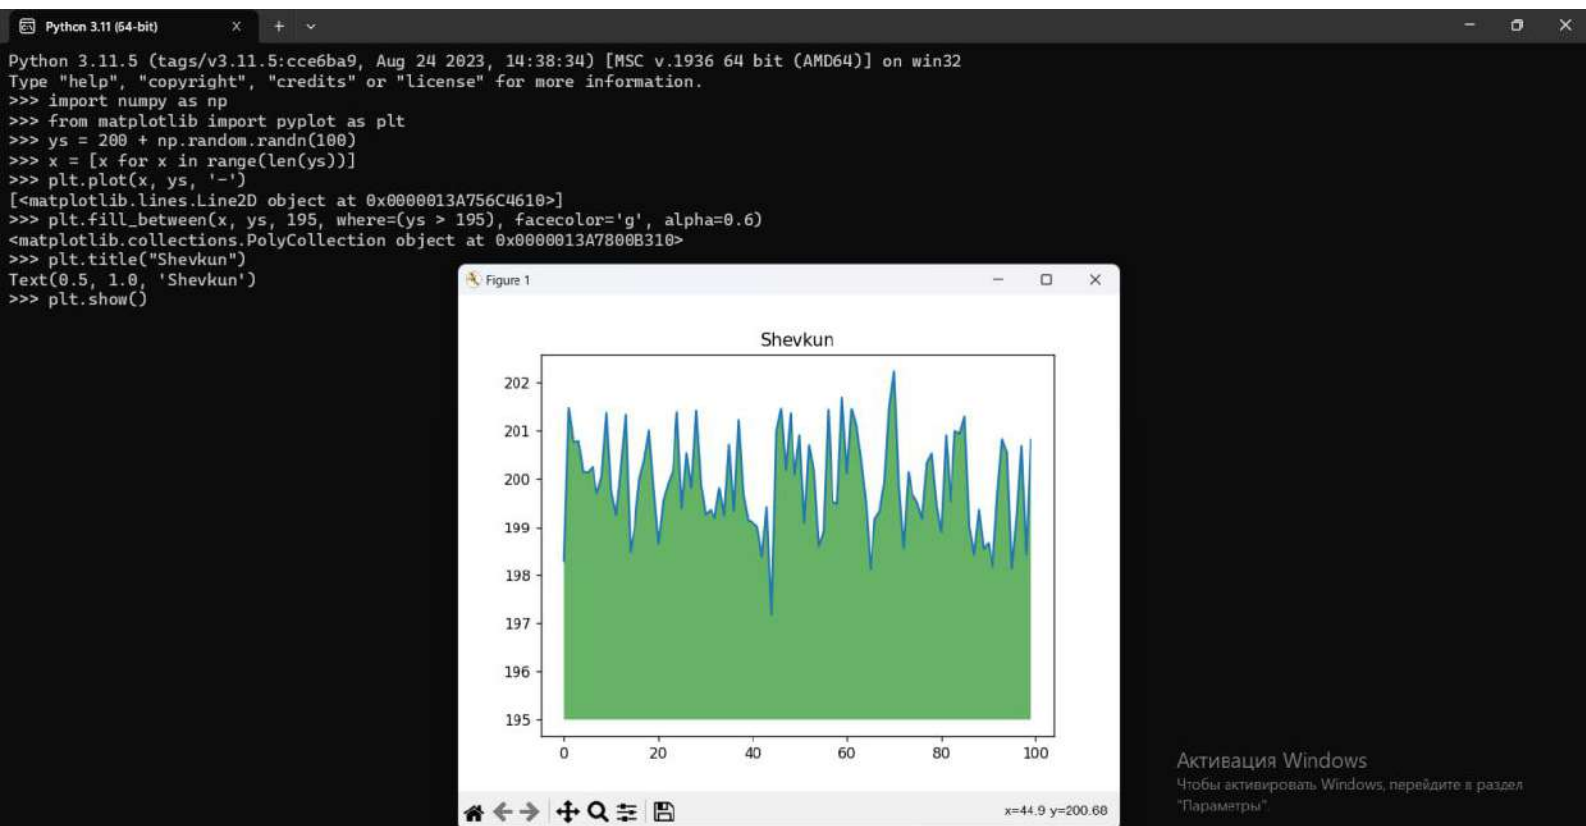 Python 3.11 (64-bit)
Python 3.11.5 (tags/v3.11.5:cce6ba9, Aug 24 2023, 14:38:34) [MSC v.1936 64 bit (AMD64)] on win32
Type "help", "copyright", "credits" or "license" for more information.
>>> import numpy as np
>>> from matplotlib import pyplot as plt
>>> ys = 200 + np.random.randn(100)
>>> x = [x for x in range(len(ys))]
>>> plt.plot(x, ys, '-')
[<matplotlib.lines.Line2D object at 0x0000013A756C4610>]
>>> plt.fill_between(x, ys, 195, where=(ys > 195), facecolor='g', alpha=0.6)
<matplotlib.collections.PolyCollection object at 0x0000013A7800B310>
>>> plt.title("Shevkun")
Text(0.5, 1.0, 'Shevkun')
>>> plt.show()
Figure 1
Shevkun
202
201
200
199
198
197
196
195
0 20 40 60 80 100
x=44.9 y=200.68
Активация Windows
Чтобы активировать Windows, перейдите в раздел
"Параметры".